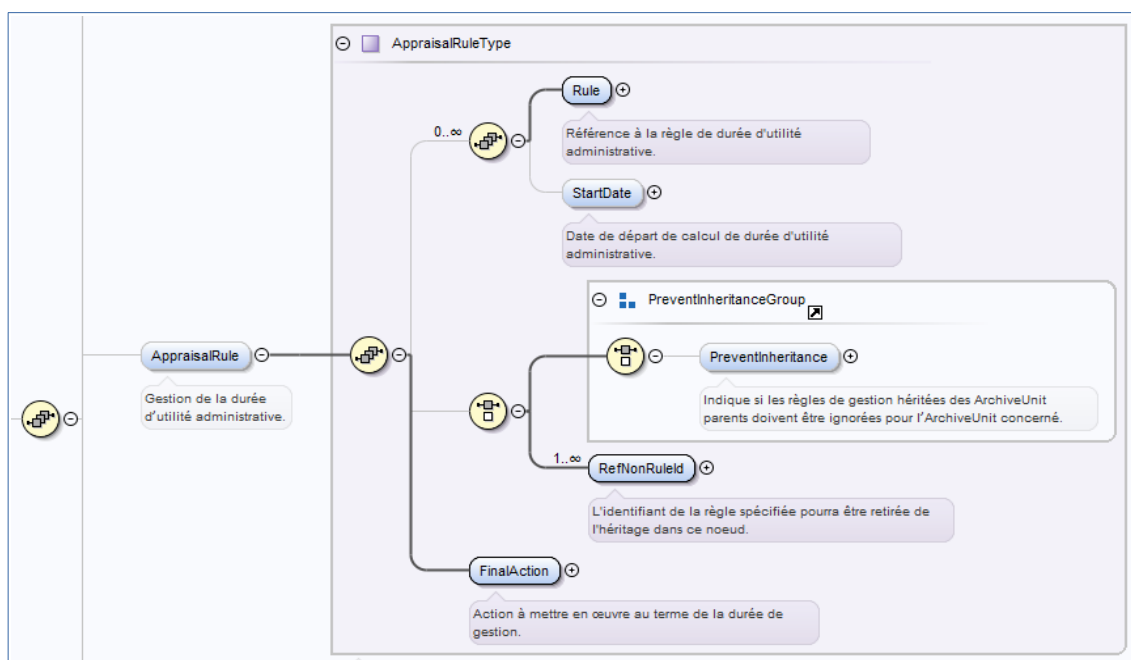 AppraisalRuleType
Rule
0..∞
Référence à la règle de durée d'utilité
administrative.
StartDate
Date de départ de calcul de durée d'utilité
administrative.
PreventInheritanceGroup
AppraisalRule
PreventInheritance
Gestion de la durée
d’utilité administrative.
Indique si les règles de gestion héritées des ArchiveUnit
parents doivent être ignorées pour l’ArchiveUnit concerné.
1..∞
RefNonRuleId
L'identifiant de la règle spécifiée pourra être retirée de
l'héritage dans ce noeud.
FinalAction
Action à mettre en œuvre au terme de la durée de
gestion.